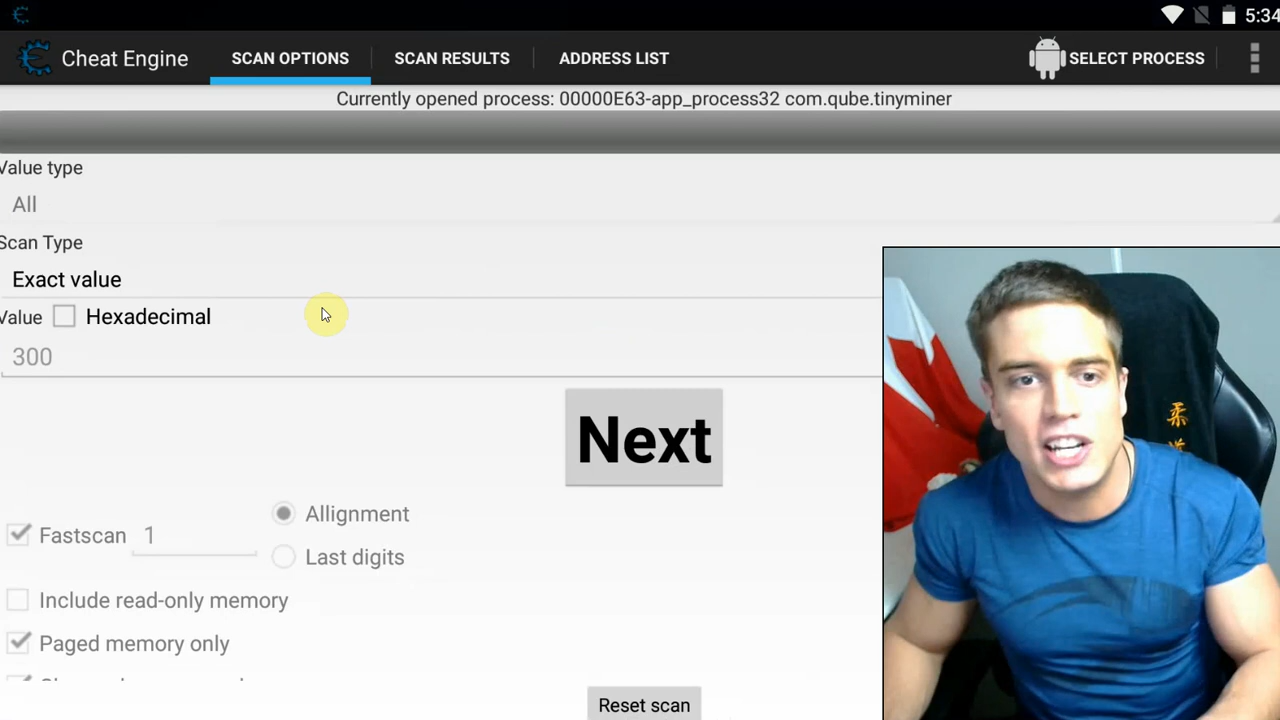 5:34
Cheat Engine SCAN OPTIONS SCAN RESULTS ADDRESS LIST SELECT PROCESS
Currently opened process: 00000E63-app_process32 com.qube.tinyminer
Value type
All
Scan Type
Exact value
Value Hexadecimal
300
Next
Allignment
Fastscan 1
Last digits
Include read-only memory
Paged memory only
Reset scan
柔